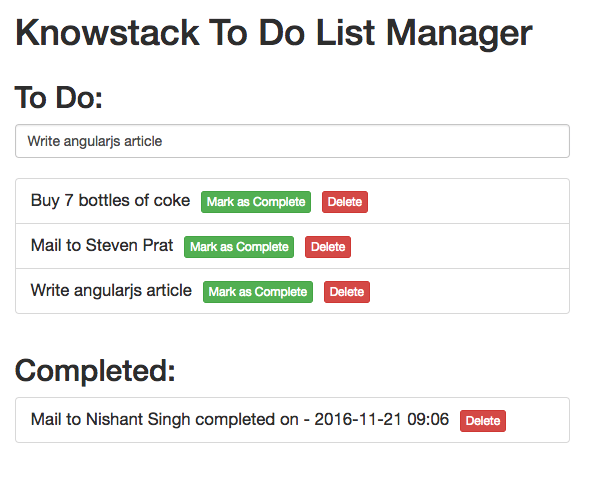 Knowstack To Do List Manager
To Do:
Write angularjs article
Buy 7 bottles of coke Mark as Complete Delete
Mail to Steven Prat Mark as Complete Delete
Write angularjs article Mark as Complete Delete
Completed:
Mail to Nishant Singh completed on - 2016-11-21 09:06 Delete